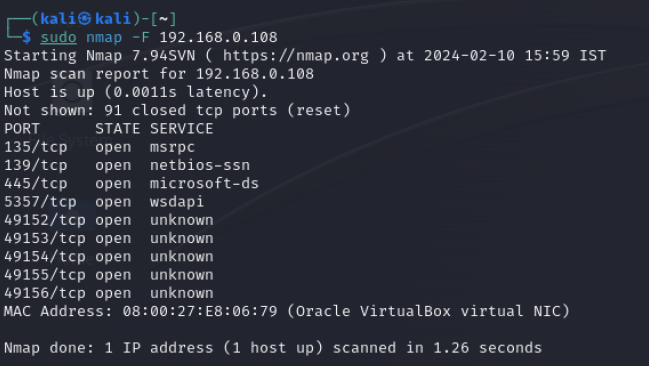 ┌──(kali㉿kali)-[~]
└─$ sudo nmap -F 192.168.0.108
Starting Nmap 7.94SVN ( https://nmap.org ) at 2024-02-10 15:59 IST
Nmap scan report for 192.168.0.108
Host is up (0.0011s latency).
Not shown: 91 closed tcp ports (reset)
PORT      STATE SERVICE
135/tcp   open  msrpc
139/tcp   open  netbios-ssn
445/tcp   open  microsoft-ds
5357/tcp  open  wsdapi
49152/tcp open  unknown
49153/tcp open  unknown
49154/tcp open  unknown
49155/tcp open  unknown
49156/tcp open  unknown
MAC Address: 08:00:27:E8:06:79 (Oracle VirtualBox virtual NIC)
Nmap done: 1 IP address (1 host up) scanned in 1.26 seconds